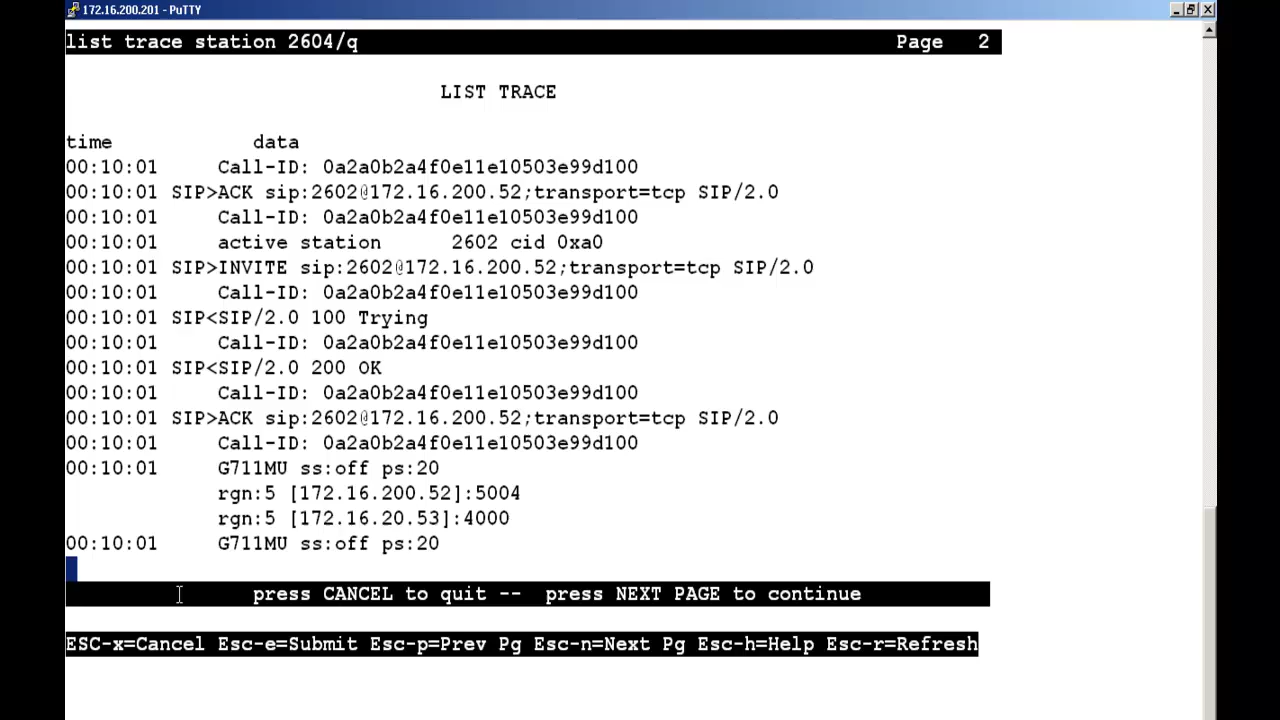 172.16.200.201 - PuTTY
list trace station 2604/q Page 2
LIST TRACE
time data
00:10:01 Call-ID: 0a2a0b2a4f0e11e10503e99d100
00:10:01 SIP>ACK sip:2602@172.16.200.52;transport=tcp SIP/2.0
00:10:01 Call-ID: 0a2a0b2a4f0e11e10503e99d100
00:10:01 active station 2602 cid 0xa0
00:10:01 SIP>INVITE sip:2602@172.16.200.52;transport=tcp SIP/2.0
00:10:01 Call-ID: 0a2a0b2a4f0e11e10503e99d100
00:10:01 SIP<SIP/2.0 100 Trying
00:10:01 Call-ID: 0a2a0b2a4f0e11e10503e99d100
00:10:01 SIP<SIP/2.0 200 OK
00:10:01 Call-ID: 0a2a0b2a4f0e11e10503e99d100
00:10:01 SIP>ACK sip:2602@172.16.200.52;transport=tcp SIP/2.0
00:10:01 Call-ID: 0a2a0b2a4f0e11e10503e99d100
00:10:01 G711MU ss:off ps:20
rgn:5 [172.16.200.52]:5004
rgn:5 [172.16.20.53]:4000
00:10:01 G711MU ss:off ps:20
press CANCEL to quit -- press NEXT PAGE to continue
ESC-x=Cancel Esc-e=Submit Esc-p=Prev Pg Esc-n=Next Pg Esc-h=Help Esc-r=Refresh